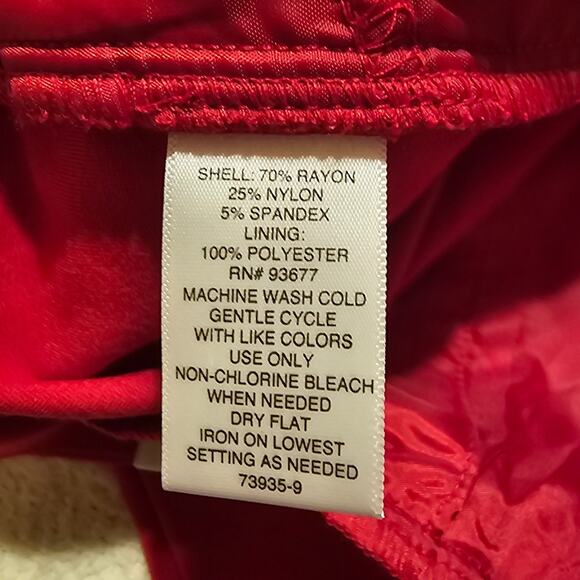 SHELL: 70% RAYON
25% NYLON
5% SPANDEX
LINING:
100% POLYESTER
RN# 93677
MACHINE WASH COLD
GENTLE CYCLE
WITH LIKE COLORS
USE ONLY
NON-CHLORINE BLEACH
WHEN NEEDED
DRY FLAT
IRON ON LOWEST
SETTING AS NEEDED
73935-9